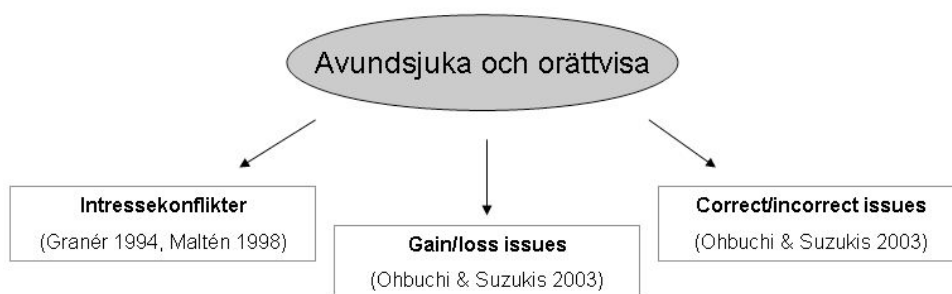 Avundsjuka och orättvisa
Intressekonflikter
(Granér 1994, Maltén 1998)
Gain/loss issues
(Ohbuchi & Suzukis 2003)
Correct/incorrect issues
(Ohbuchi & Suzukis 2003)